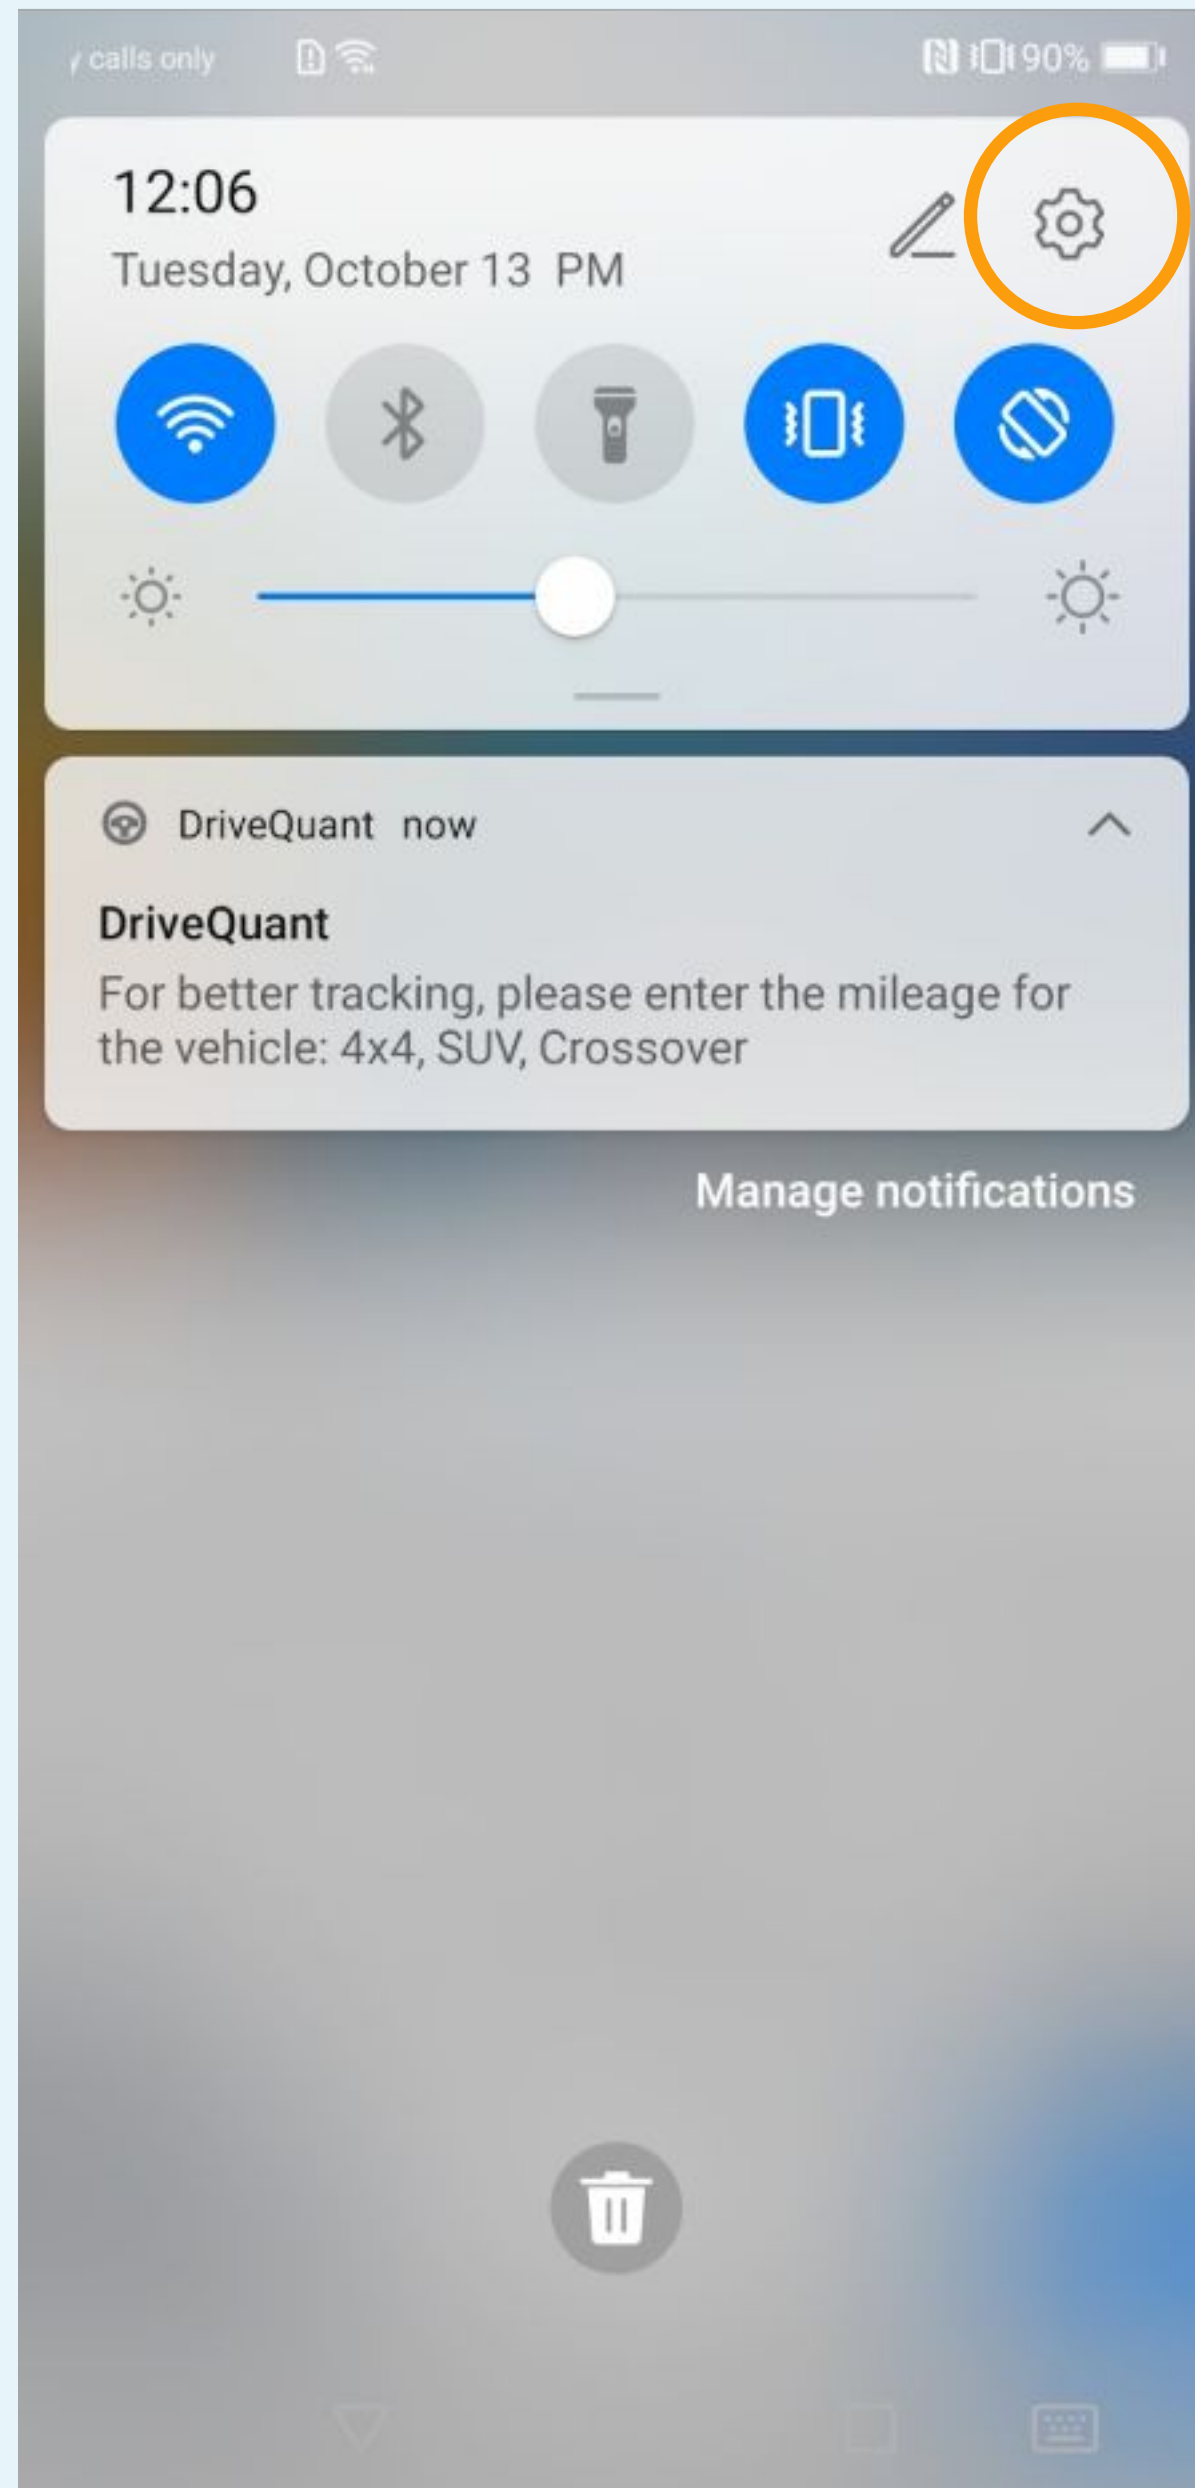 calls only
90%
12:06
Tuesday, October 13 PM
DriveQuant now
DriveQuant
For better tracking, please enter the mileage for
the vehicle: 4x4, SUV, Crossover
Manage notifications